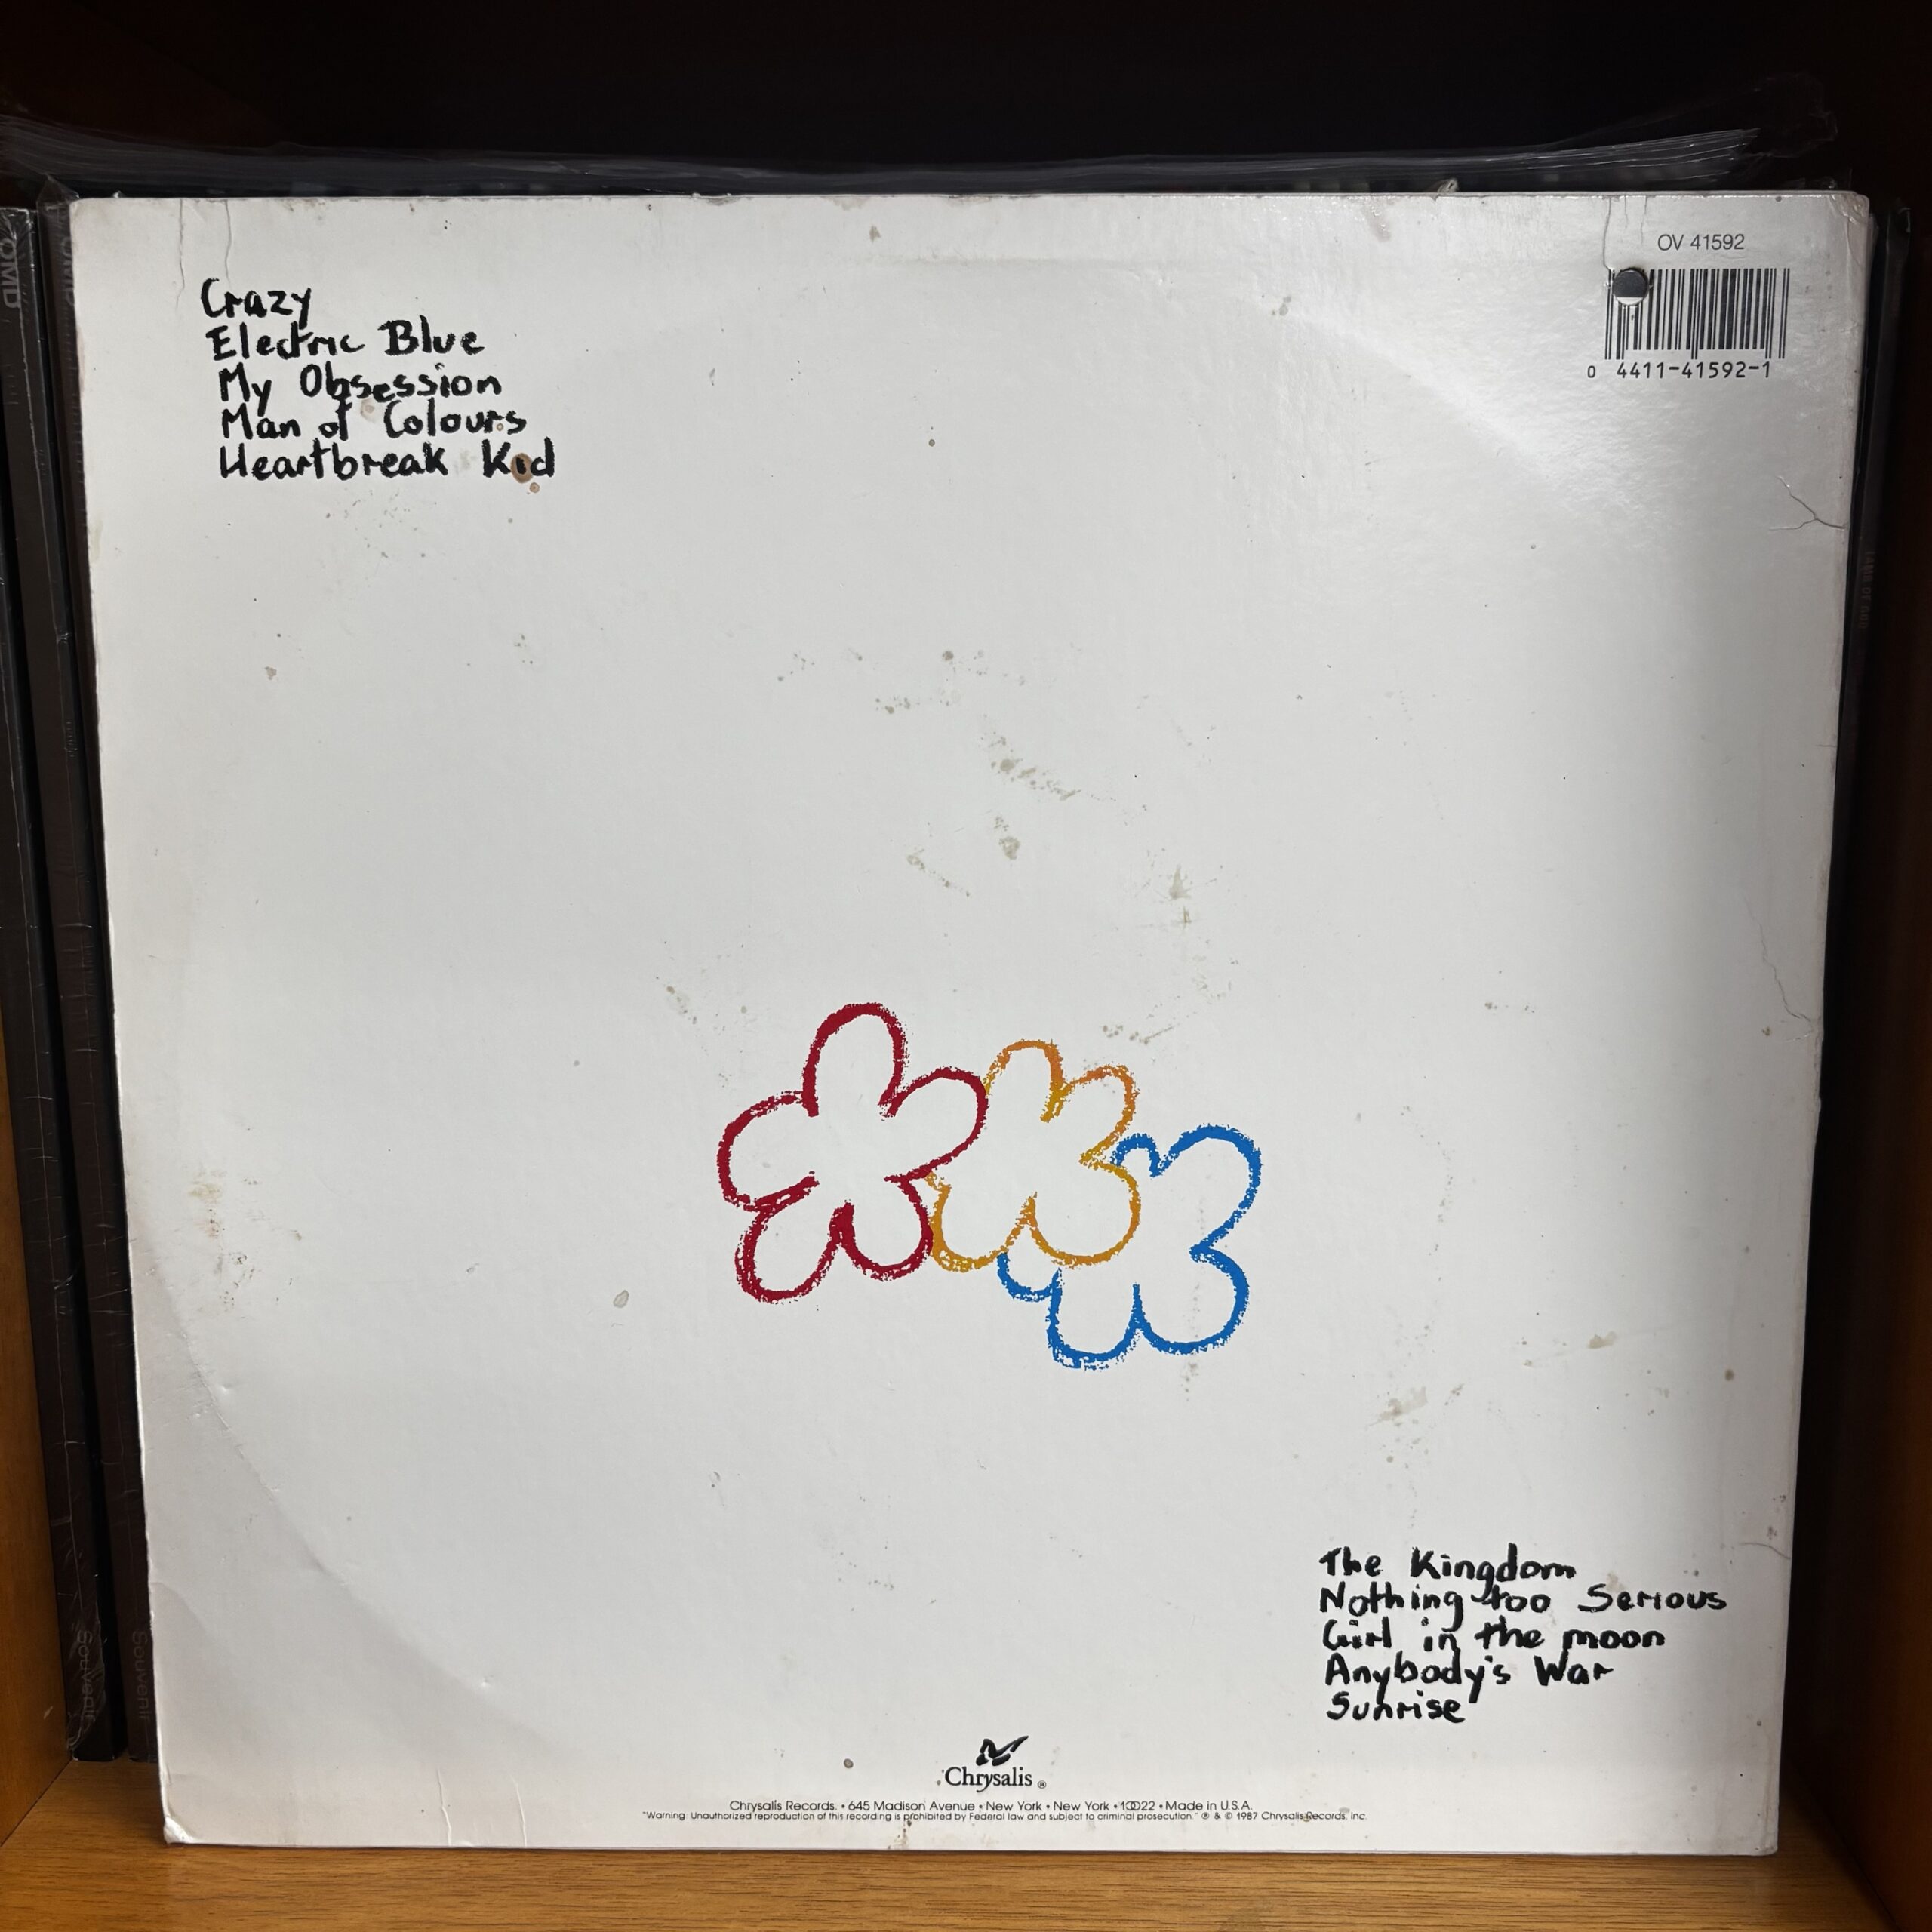 OMD
OV 41592
0 4411-41592-1
Crazy
Electric Blue
My Obsession
Man of Colours
Heartbreak Kid
The Kingdom
Nothing too Serious
Girl in the moon
Anybody's War
Sunrise
Souvenir
Souvenir
Chrysalis ®
Chrysalis Records. • 645 Madison Avenue • New York • New York • 10022 • Made in U.S.A.
"Warning: Unauthorized reproduction of this recording is prohibited by Federal law and subject to criminal prosecution." ℗ & © 1987 Chrysalis Records, Inc.